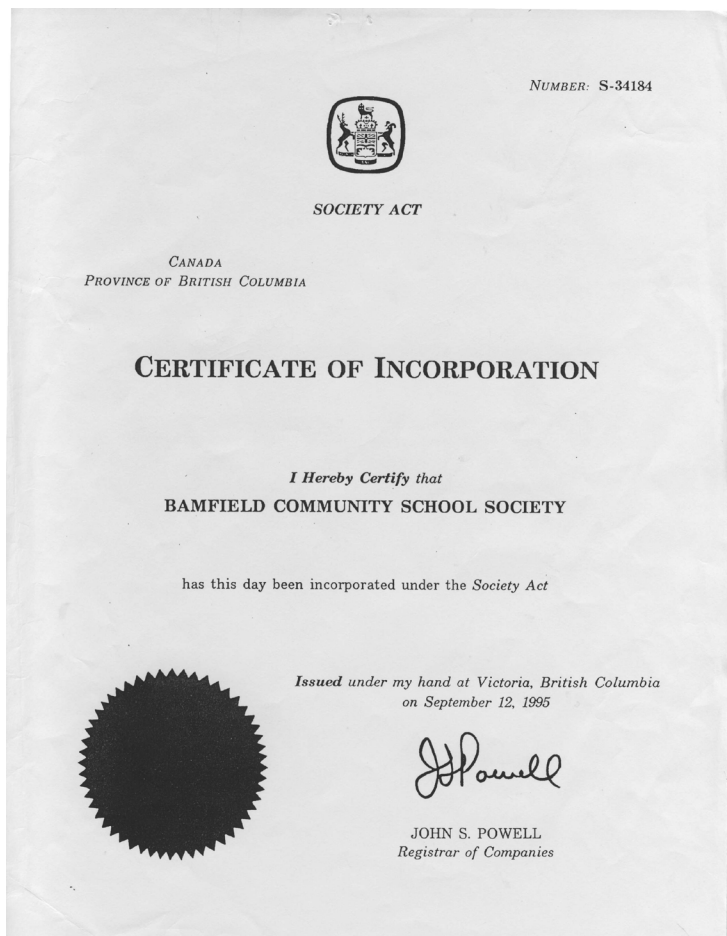 NUMBER: S-34184
SOCIETY ACT
CANADA
PROVINCE OF BRITISH COLUMBIA
CERTIFICATE OF INCORPORATION
I Hereby Certify that
BAMFIELD COMMUNITY SCHOOL SOCIETY
has this day been incorporated under the Society Act
Issued under my hand at Victoria, British Columbia
on September 12, 1995
JSPowell
JOHN S. POWELL
Registrar of Companies